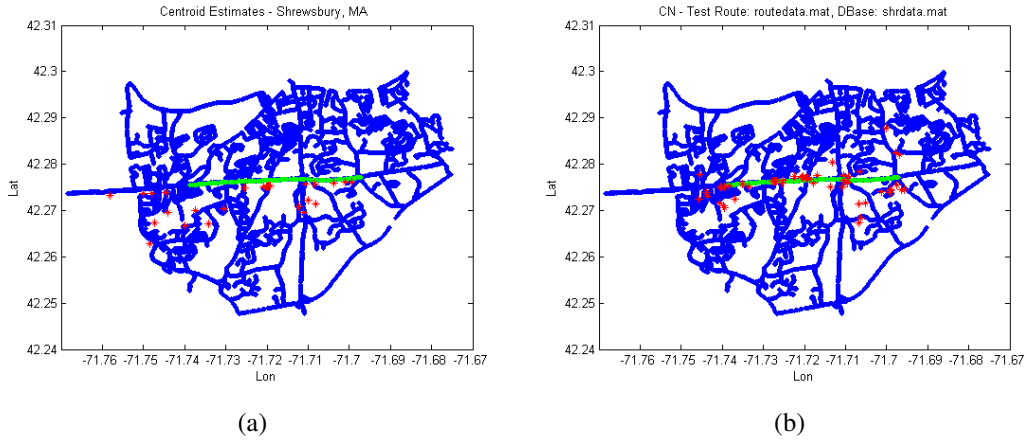 Centroid Estimates - Shrewsbury, MA
42.31
42.3
42.29
42.28
42.27
42.26
42.25
42.24
Lat
-71.76 -71.75 -71.74 -71.73 -71.72 -71.71 -71.7 -71.69 -71.68 -71.67
Lon
(a)
CN - Test Route: routedata.mat, DBase: shrdata.mat
42.31
42.3
42.29
42.28
42.27
42.26
42.25
42.24
Lat
-71.76 -71.75 -71.74 -71.73 -71.72 -71.71 -71.7 -71.69 -71.68 -71.67
Lon
(b)